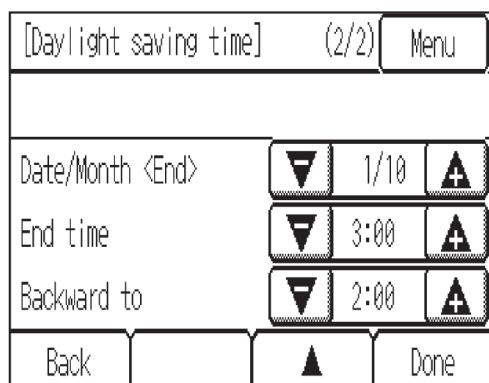 [Daylight saving time] (2/2) Menu
Date/Month <End> 1/10
End time 3:00
Backward to 2:00
Back Done